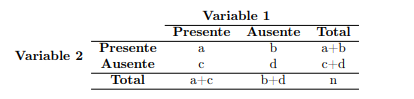 Variable 1
Presente Ausente Total
Variable 2 Presente a b a+b
Ausente c d c+d
Total a+c b+d n